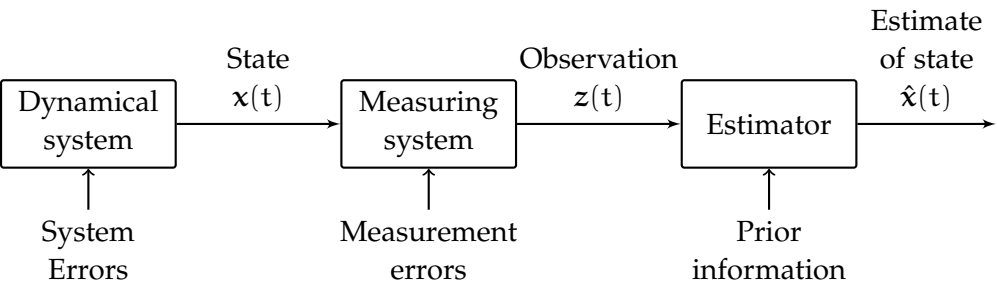 Dynamical
system
System
Errors
State
x(t)
Measuring
system
Measurement
errors
Observation
z(t)
Estimator
Prior
information
Estimate
of state
x̂(t)